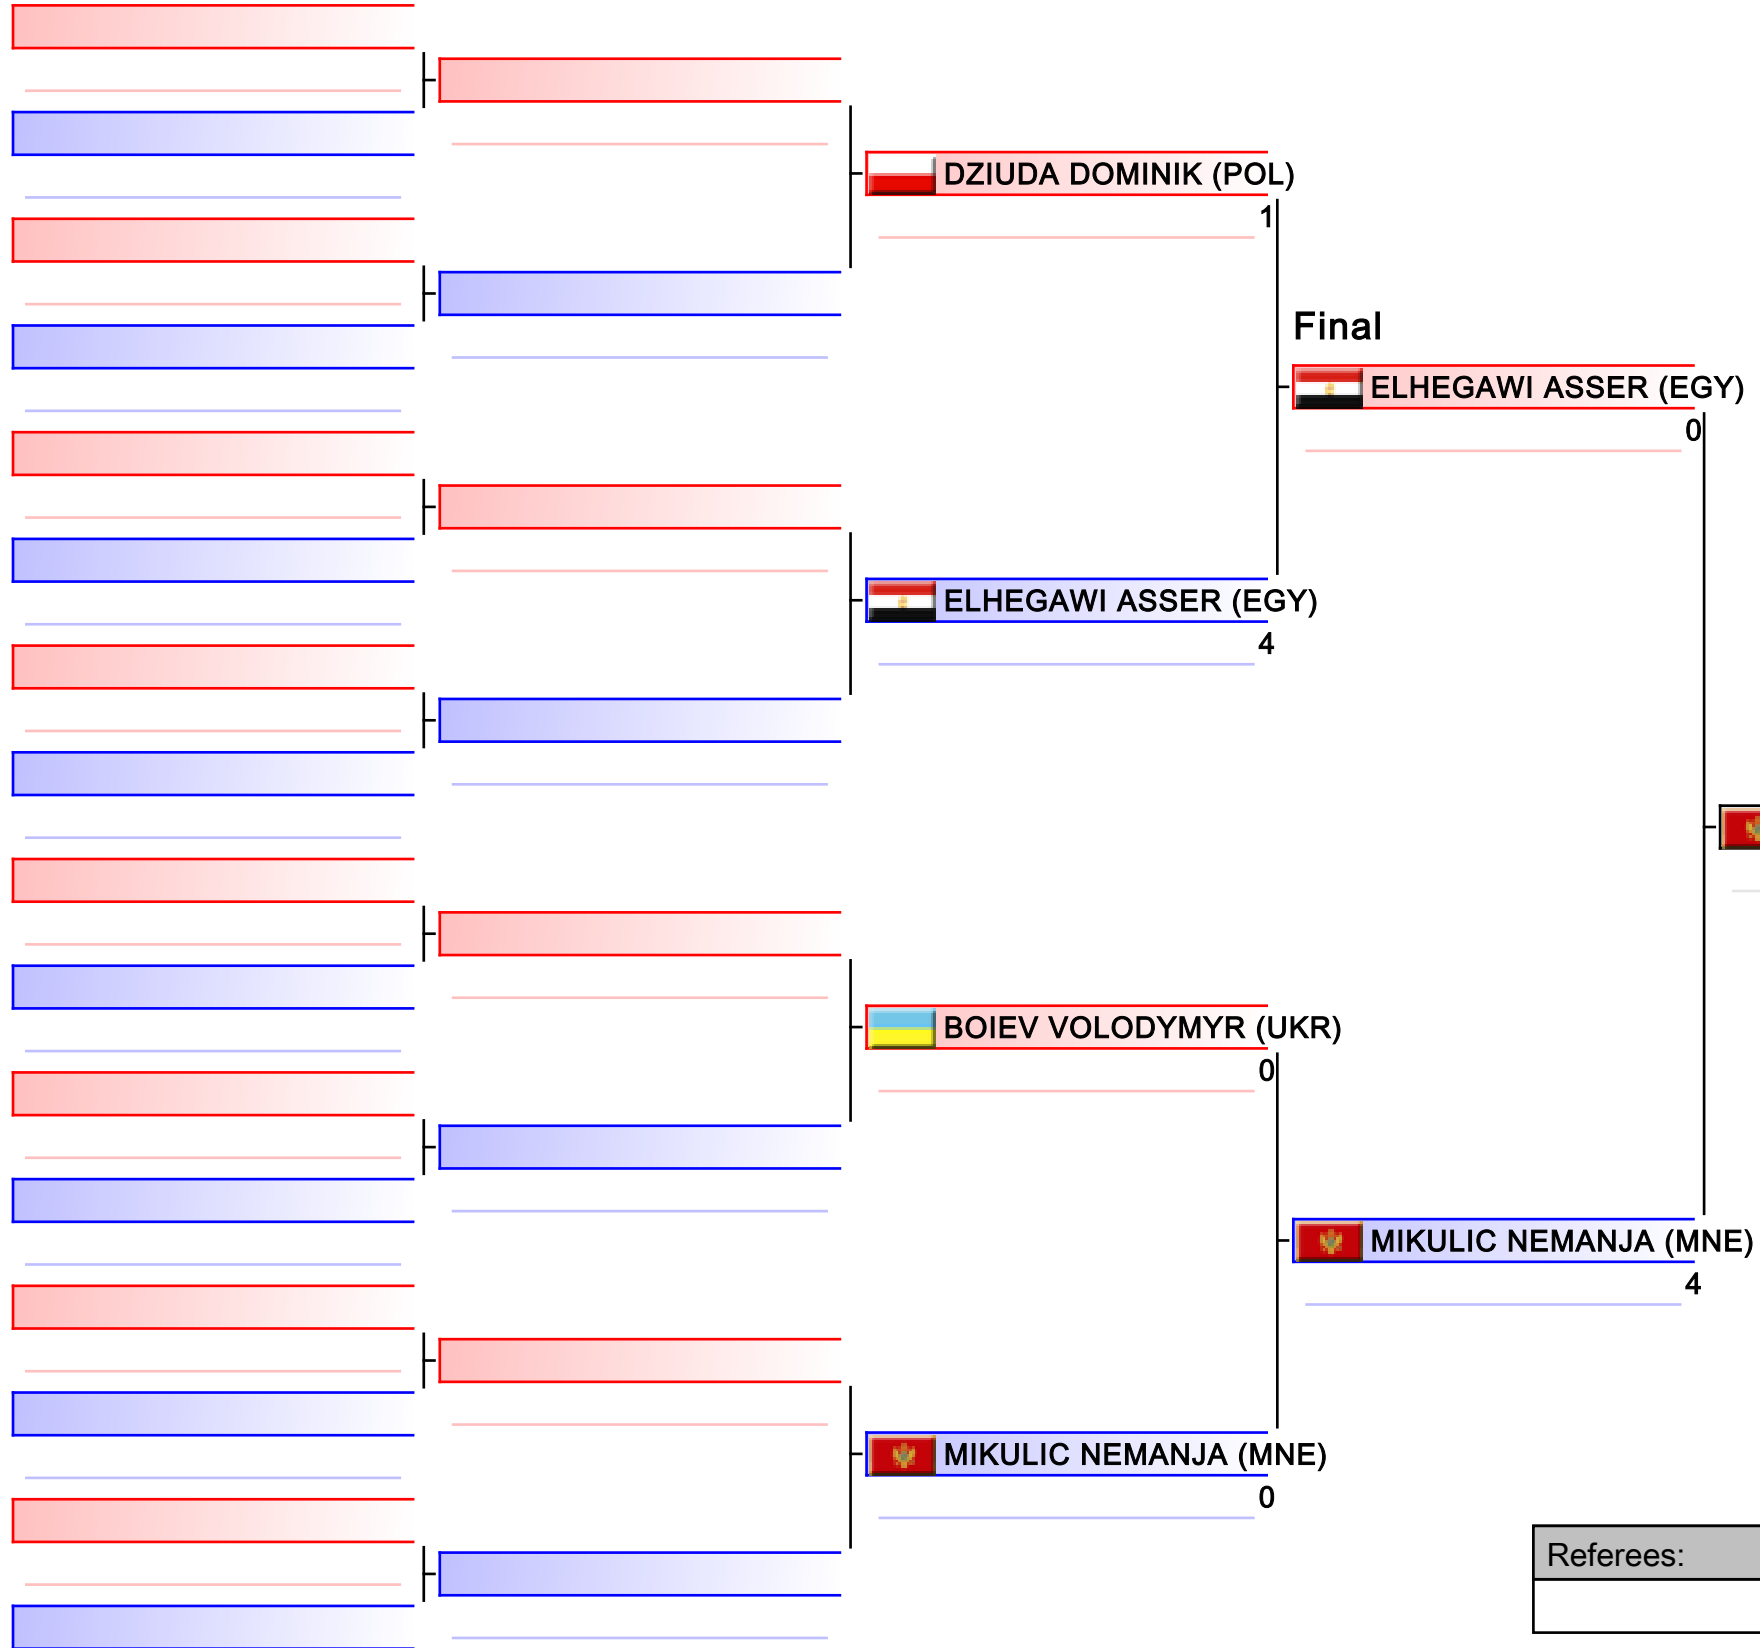 DZIUDA DOMINIK (POL)
1
Final
ELHEGAWI ASSER (EGY)
0
ELHEGAWI ASSER (EGY)
4
BOIEV VOLODYMYR (UKR)
0
MIKULIC NEMANJA (MNE)
4
MIKULIC NEMANJA (MNE)
0
Referees: